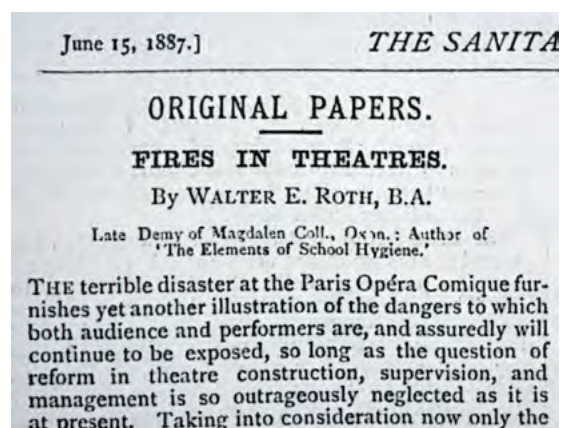 June 15, 1887.] THE SANITA
ORIGINAL PAPERS.
FIRES IN THEATRES.
By WALTER E. ROTH, B.A.
Late Demy of Magdalen Coll., Oxon.; Author of
'The Elements of School Hygiene.'
THE terrible disaster at the Paris Opéra Comique fur-
nishes yet another illustration of the dangers to which
both audience and performers are, and assuredly will
continue to be exposed, so long as the question of
reform in theatre construction, supervision, and
management is so outrageously neglected as it is
at present. Taking into consideration now only the